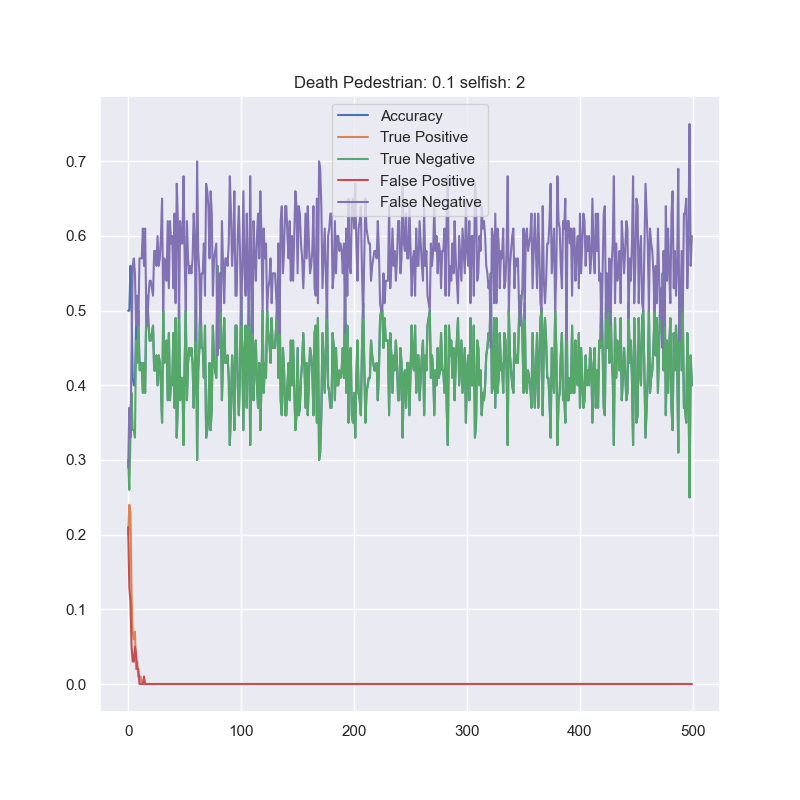 Death Pedestrian: 0.1 selfish: 2
Accuracy
True Positive
True Negative
False Positive
False Negative
0.7
0.6
0.5
0.4
0.3
0.2
0.1
0.0
0 100 200 300 400 500